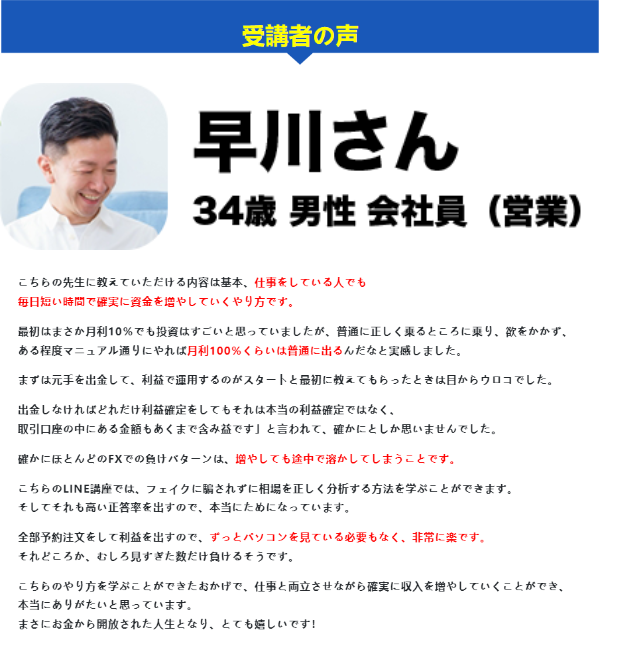 受講者の声
早川さん
34歳 男性 会社員（営業）
こちらの先生に教えていただける内容は基本、仕事をしている人でも
毎日短い時間で確実に資金を増やしていくやり方です。
最初はまさか月利10%でも投資はすごいと思っていましたが、普通に正しく乗るところに乗り、欲をかかず、
ある程度マニュアル通りにやれば月利100%くらいは普通に出るんだなと実感しました。
まずは元手を出金して、利益で運用するのがスタートと最初に教えてもらったときは目からウロコでした。
出金しなければどれだけ利益確定をしてもそれは本当の利益確定ではなく、
取引口座の中にある金額もあくまで含み益です」と言われて、確かにとしか思いませんでした。
確かにほとんどのFXでの負けパターンは、増やしても途中で溶かしてしまうことです。
こちらのLINE講座では、フェイクに騙されずに相場を正しく分析する方法を学ぶことができます。
そしてそれも高い正答率を出すので、本当にためになっています。
全部予約注文をして利益を出すので、ずっとパソコンを見ている必要もなく、非常に楽です。
それどころか、むしろ見すぎた数だけ負けるそうです。
こちらのやり方を学ぶことができたおかげで、仕事と両立させながら確実に収入を増やしていくことができ、
本当にありがたいと思っています。
まさにお金から開放された人生となり、とても嬉しいです!